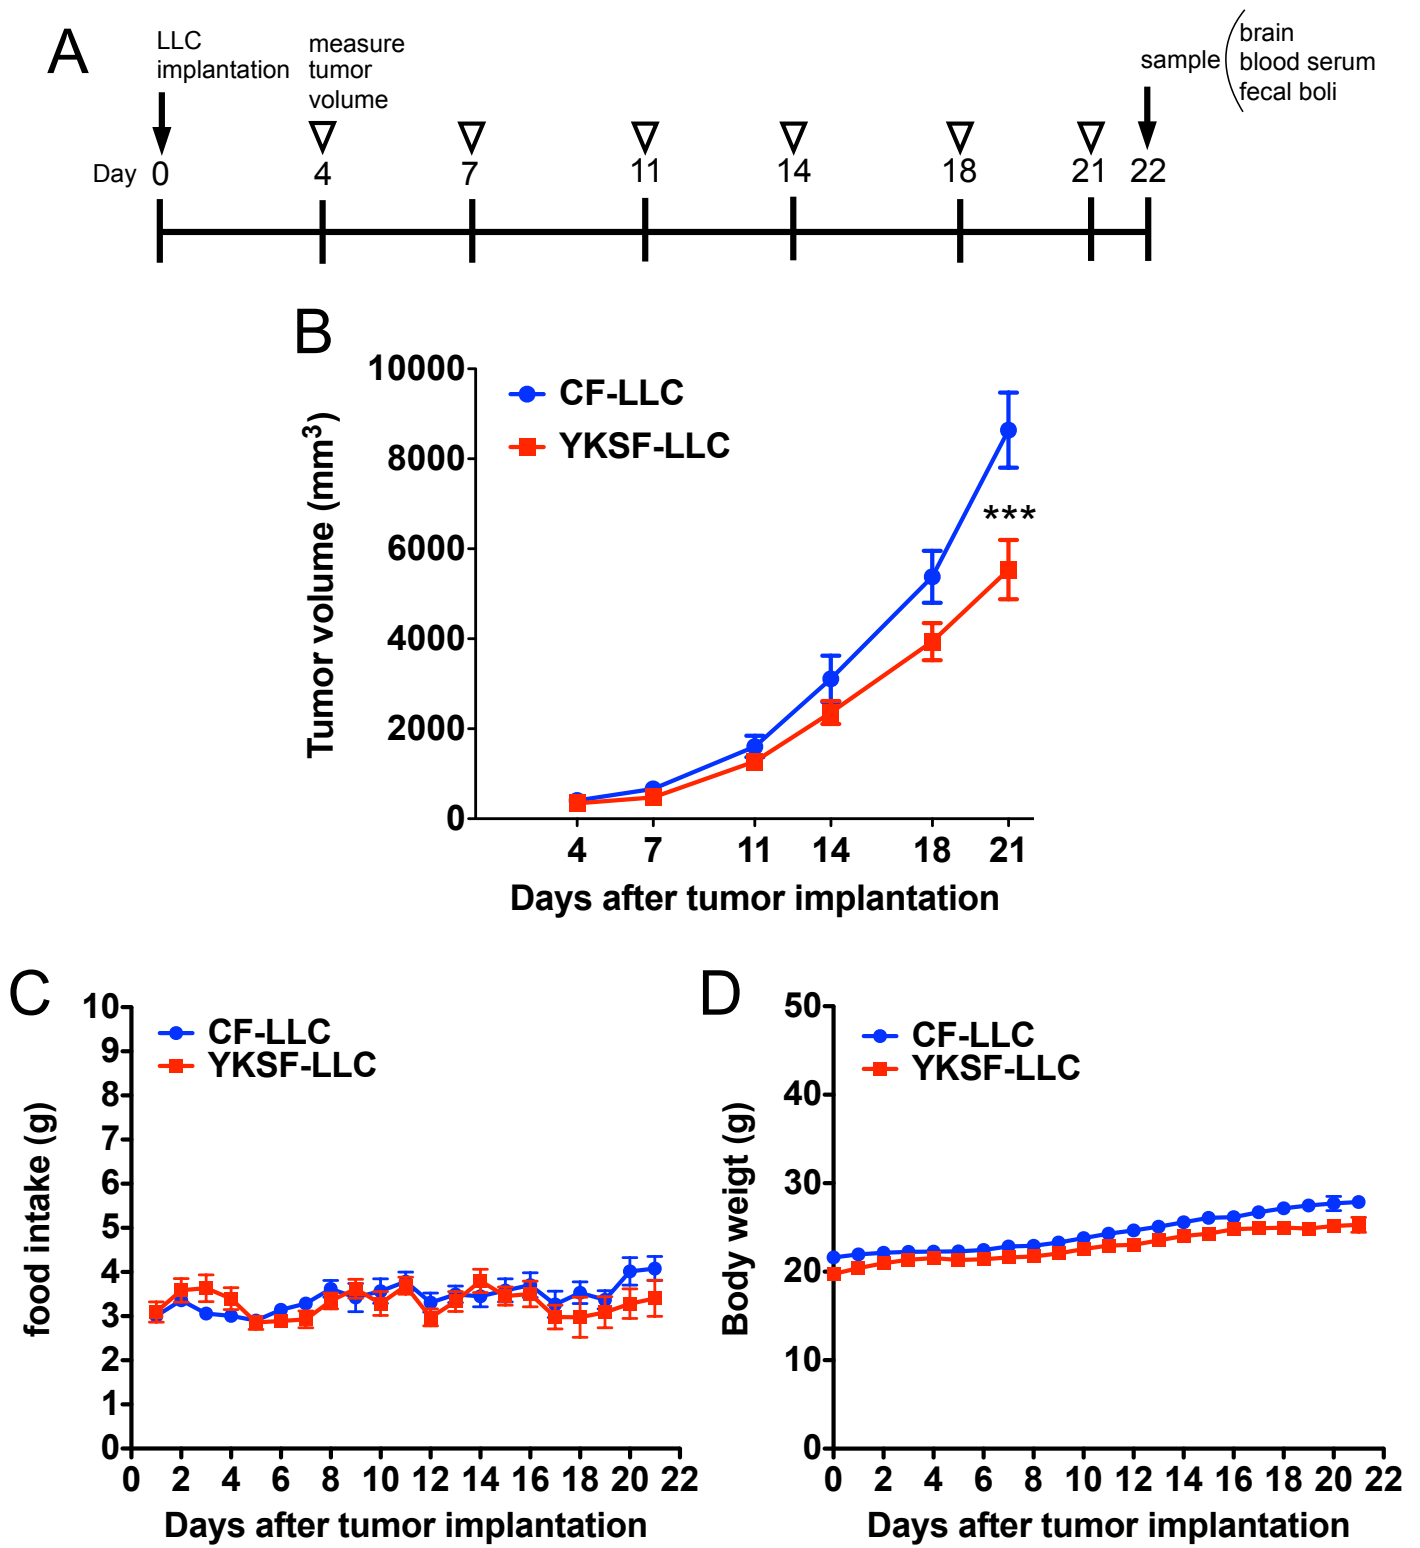 A
LLC
implantation
measure
tumor
volume
sample
brain
blood serum
fecal boli
Day 0 4 7 11 14 18 21 22
B
10000
8000
6000
4000
2000
0
Tumor volume (mm³)
CF-LLC
YKSF-LLC
***
4 7 11 14 18 21
Days after tumor implantation
C
10
9
8
7
6
5
4
3
2
1
0
food intake (g)
CF-LLC
YKSF-LLC
0 2 4 6 8 10 12 14 16 18 20 22
Days after tumor implantation
D
50
40
30
20
10
0
Body weigt (g)
CF-LLC
YKSF-LLC
0 2 4 6 8 10 12 14 16 18 20 22
Days after tumor implantation